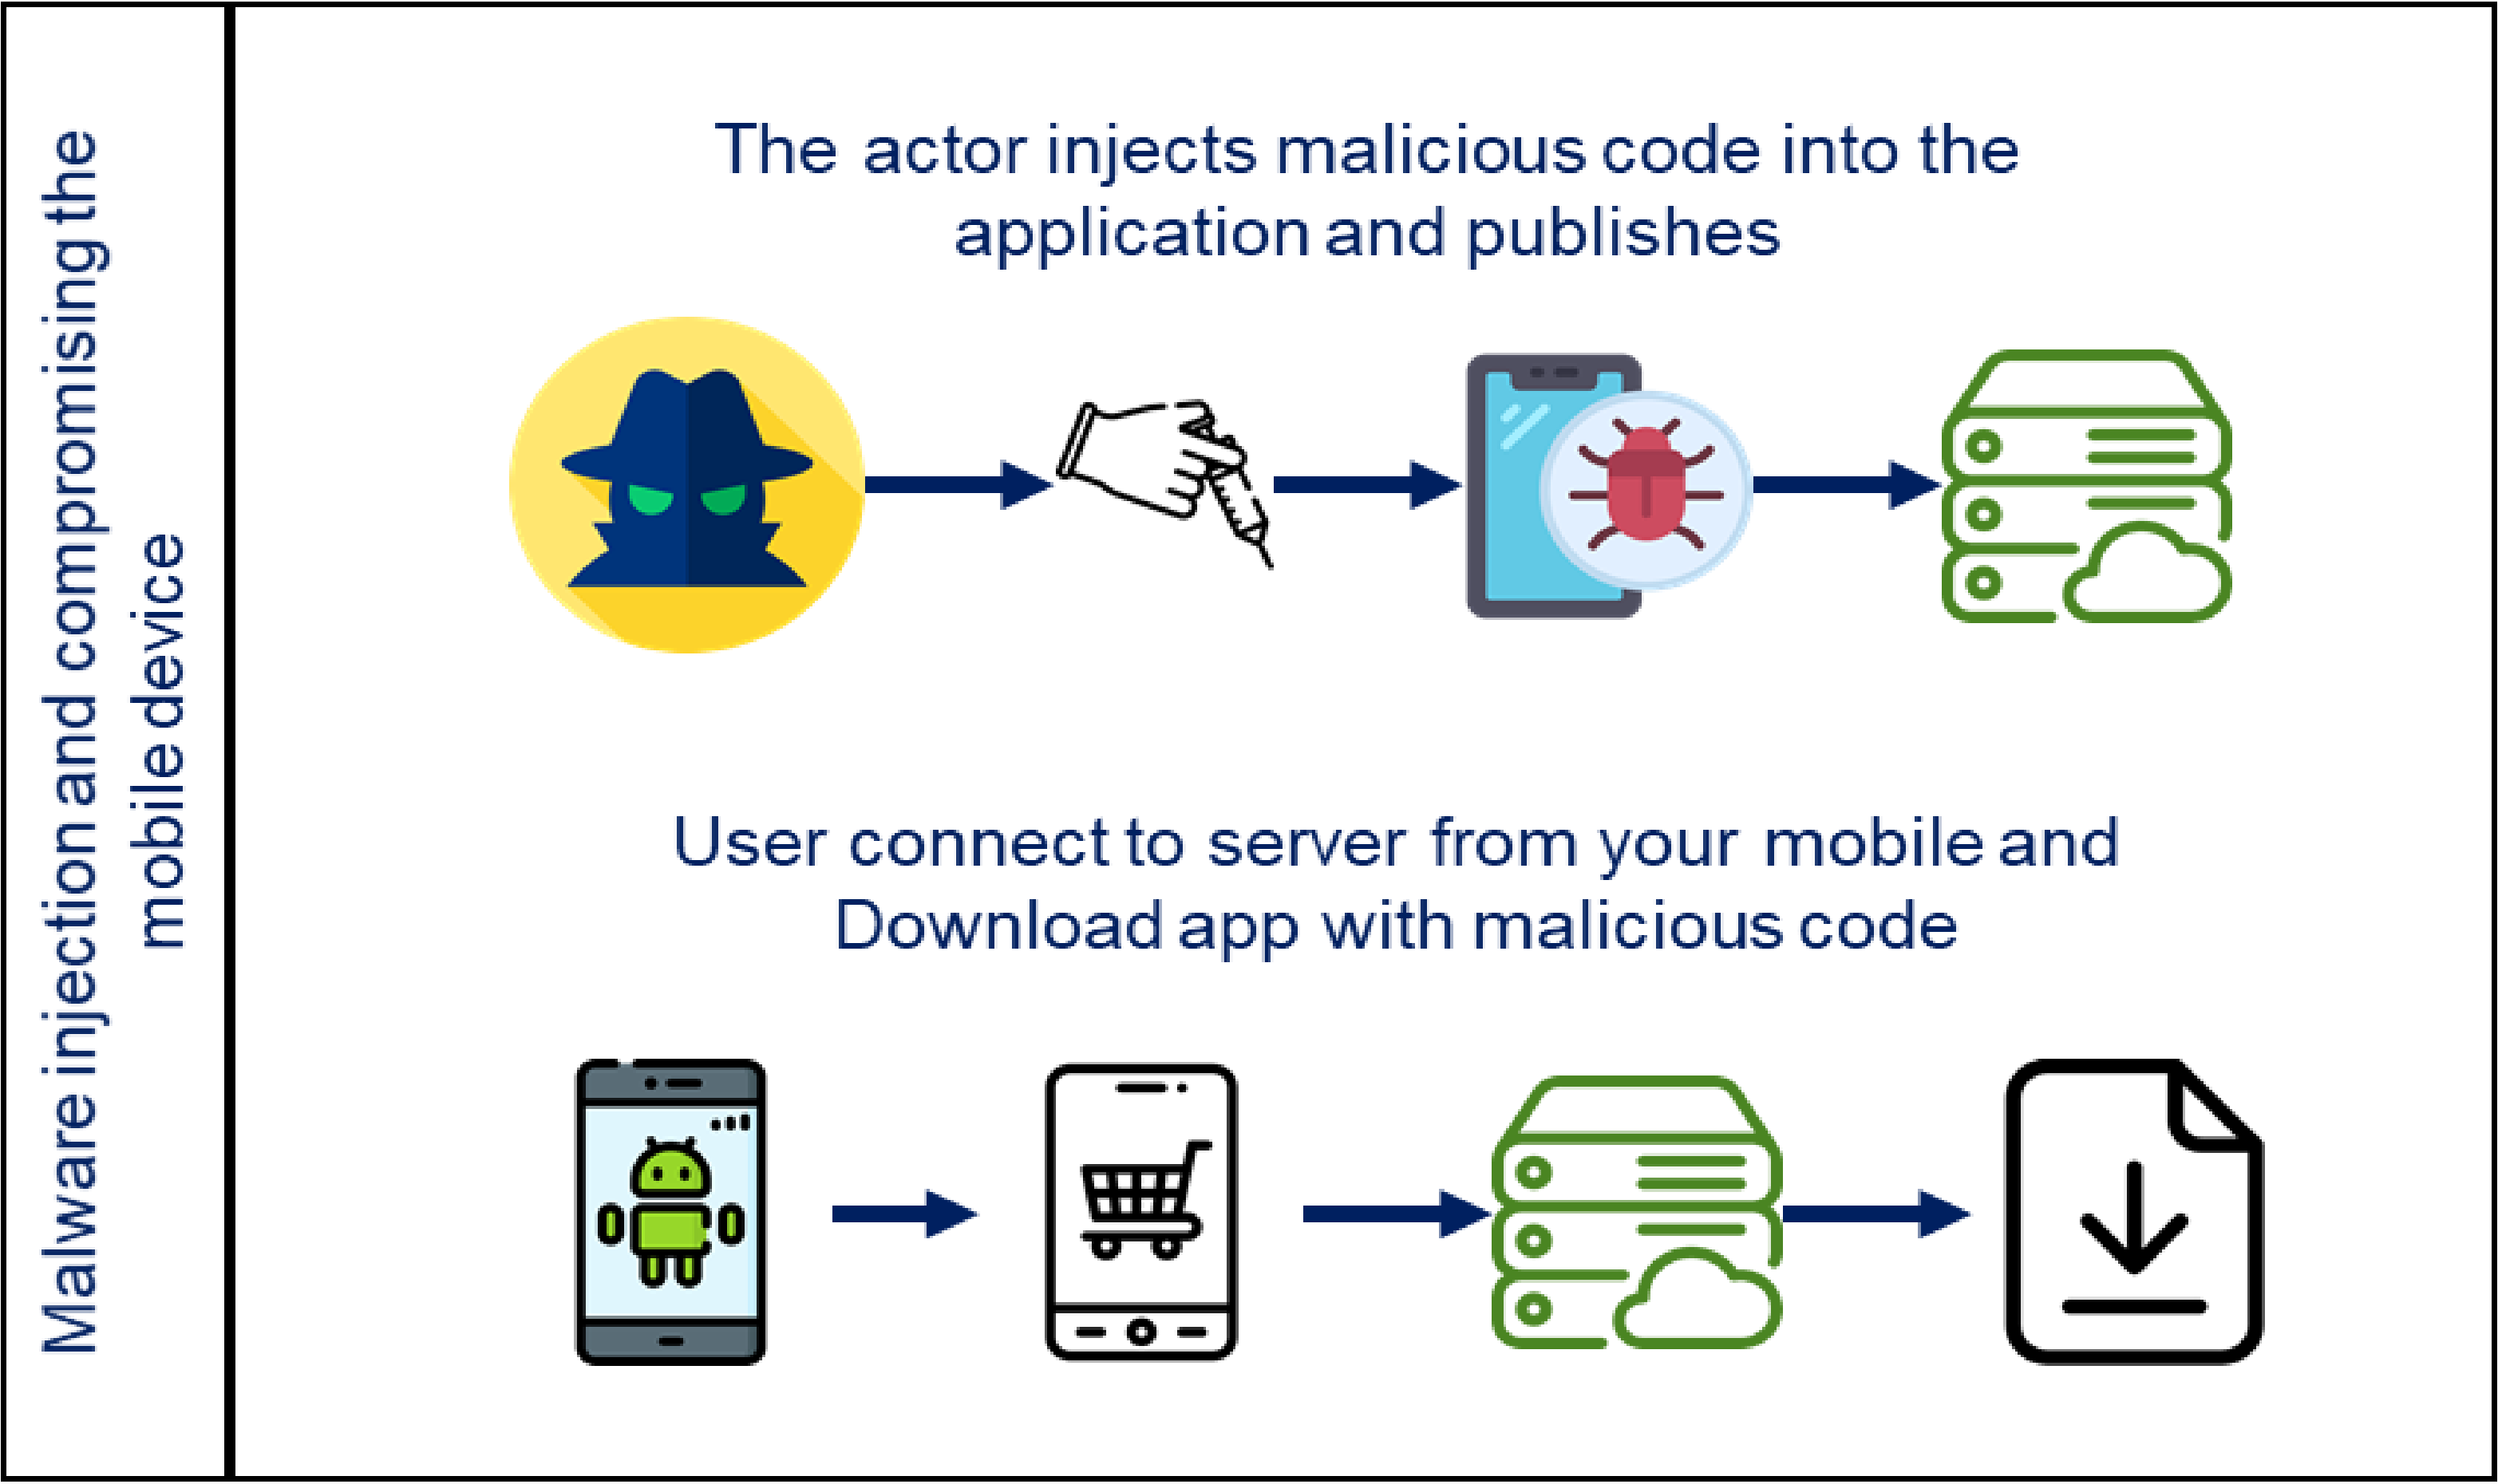 Malware injection and compromising the
mobile device
The actor injects malicious code into the
application and publishes
User connect to server from your mobile and
Download app with malicious code